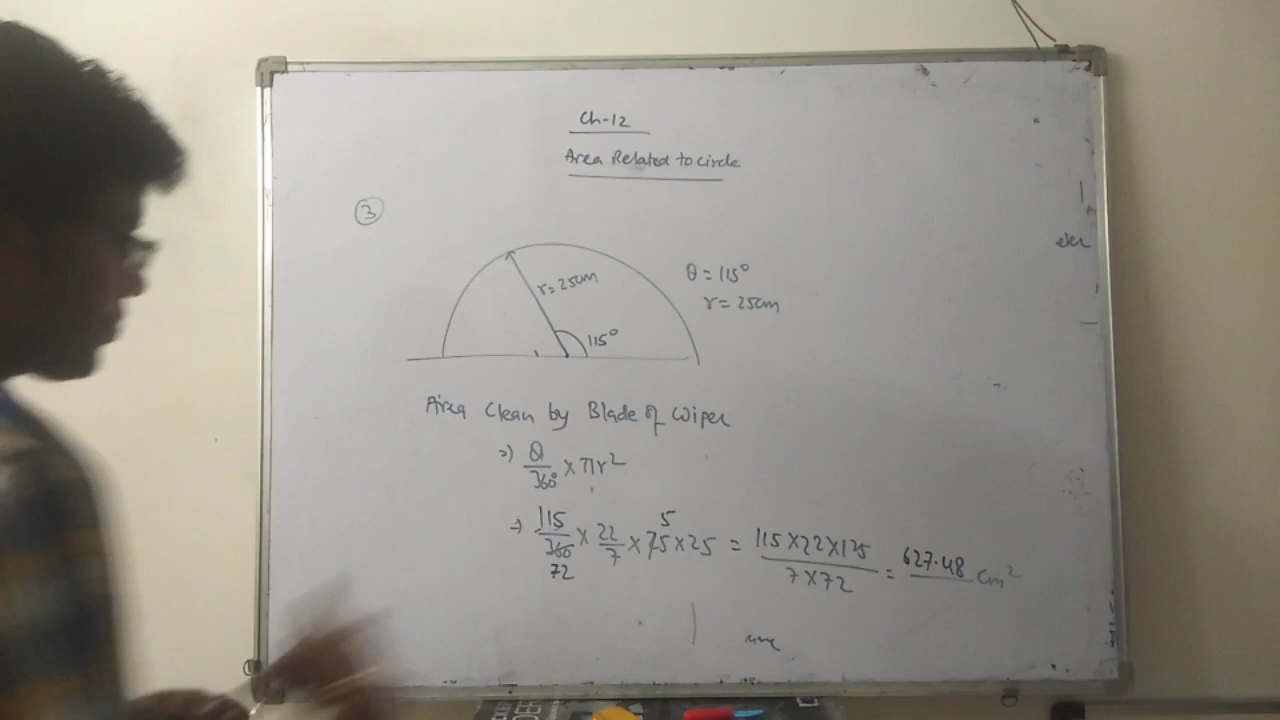 Ch-12
Area Related to circle
3
r=25cm
115°
θ = 115°
r = 25cm
Area Clean by Blade of Wiper
⇒ θ/360° × πr²
⇒ 115/360 × 22/7 × 25 × 25 = 115×22×125/7×72 = 627.48 cm²
5
72